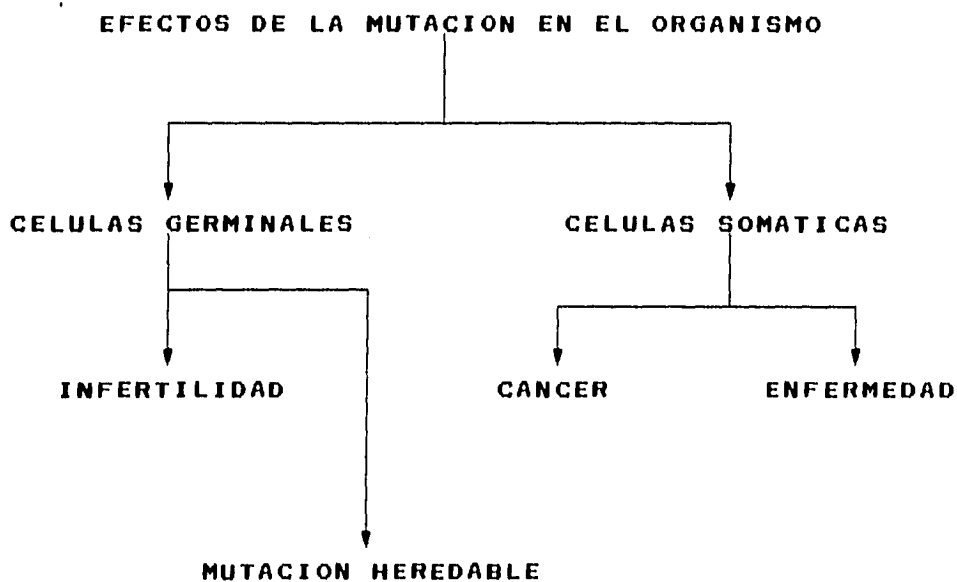 EFECTOS DE LA MUTACION EN EL ORGANISMO
CELULAS GERMINALES
CELULAS SOMATICAS
INFERTILIDAD
CANCER
ENFERMEDAD
MUTACION HEREDABLE